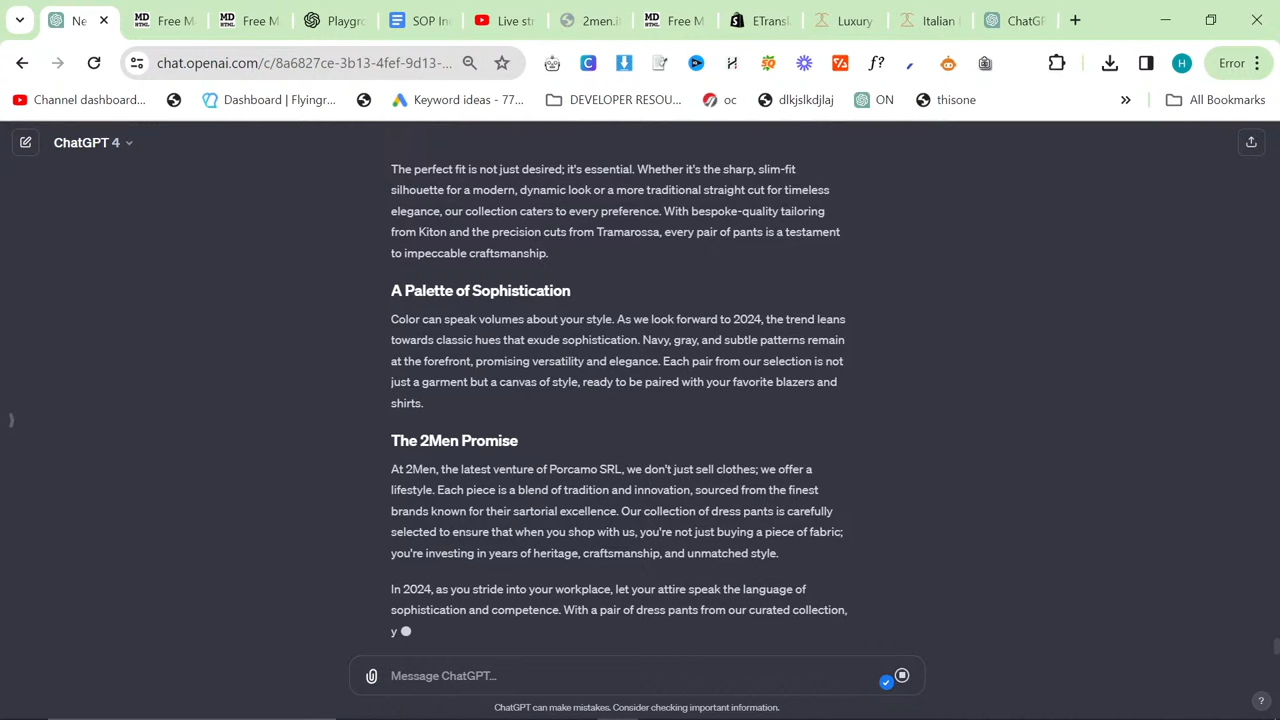 Ne
Free M
Free M
Playgro
SOP In
Live str
2men.it
Free M
ETransl
Luxury
Italian
ChatGP
chat.openai.com/c/8a6827ce-3b13-4fef-9d13-...
H
Error
Channel dashboard...
Dashboard | Flyingr...
Keyword ideas - 77...
DEVELOPER RESOU...
oc
dlkjslkdjlaj
ON
thisone
All Bookmarks
ChatGPT 4
The perfect fit is not just desired; it's essential. Whether it's the sharp, slim-fit
silhouette for a modern, dynamic look or a more traditional straight cut for timeless
elegance, our collection caters to every preference. With bespoke-quality tailoring
from Kiton and the precision cuts from Tramarossa, every pair of pants is a testament
to impeccable craftsmanship.
A Palette of Sophistication
Color can speak volumes about your style. As we look forward to 2024, the trend leans
towards classic hues that exude sophistication. Navy, gray, and subtle patterns remain
at the forefront, promising versatility and elegance. Each pair from our selection is not
just a garment but a canvas of style, ready to be paired with your favorite blazers and
shirts.
The 2Men Promise
At 2Men, the latest venture of Porcamo SRL, we don't just sell clothes; we offer a
lifestyle. Each piece is a blend of tradition and innovation, sourced from the finest
brands known for their sartorial excellence. Our collection of dress pants is carefully
selected to ensure that when you shop with us, you're not just buying a piece of fabric;
you're investing in years of heritage, craftsmanship, and unmatched style.
In 2024, as you stride into your workplace, let your attire speak the language of
sophistication and competence. With a pair of dress pants from our curated collection,
y
Message ChatGPT...
ChatGPT can make mistakes. Consider checking important information.
?